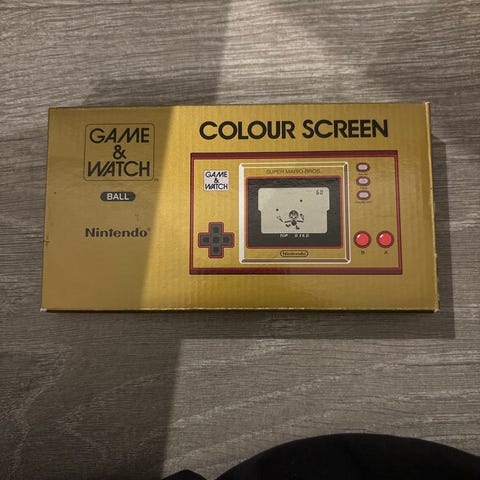 GAME
&
WATCH
BALL
Nintendo
COLOUR SCREEN
SUPER MARIO BROS.
GAME
&
WATCH
Nintendo
B
A